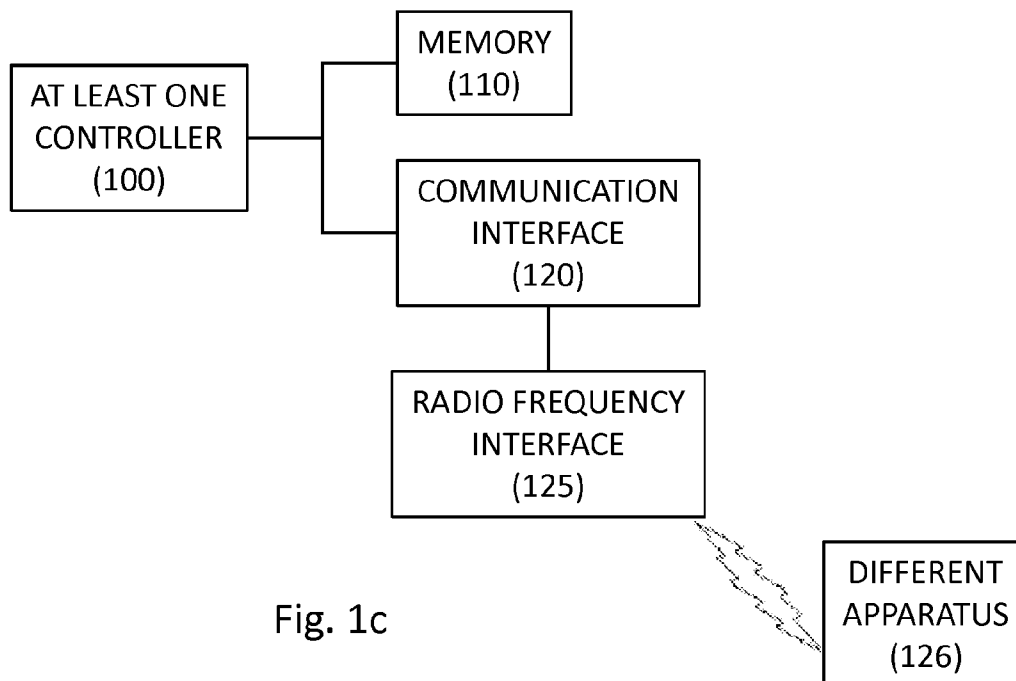 MEMORY
(110)
AT LEAST ONE
CONTROLLER
(100)
COMMUNICATION
INTERFACE
(120)
RADIO FREQUENCY
INTERFACE
(125)
DIFFERENT
APPARATUS
(126)
Fig. 1c